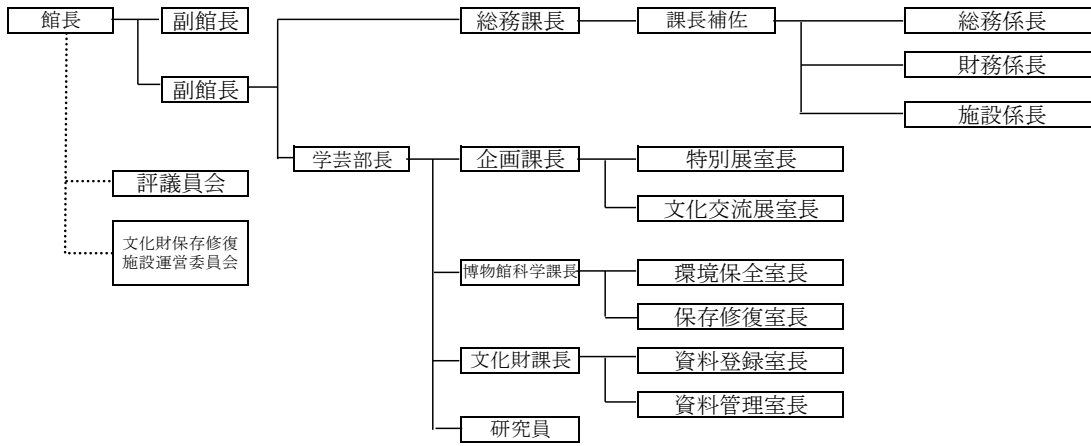 館長
副館長
総務課長
課長補佐
総務係長
財務係長
副館長
施設係長
学芸部長
企画課長
特別展室長
評議員会
文化交流展室長
文化財保存修復
施設運営委員会
博物館科学課長
環境保全室長
保存修復室長
文化財課長
資料登録室長
資料管理室長
研究員